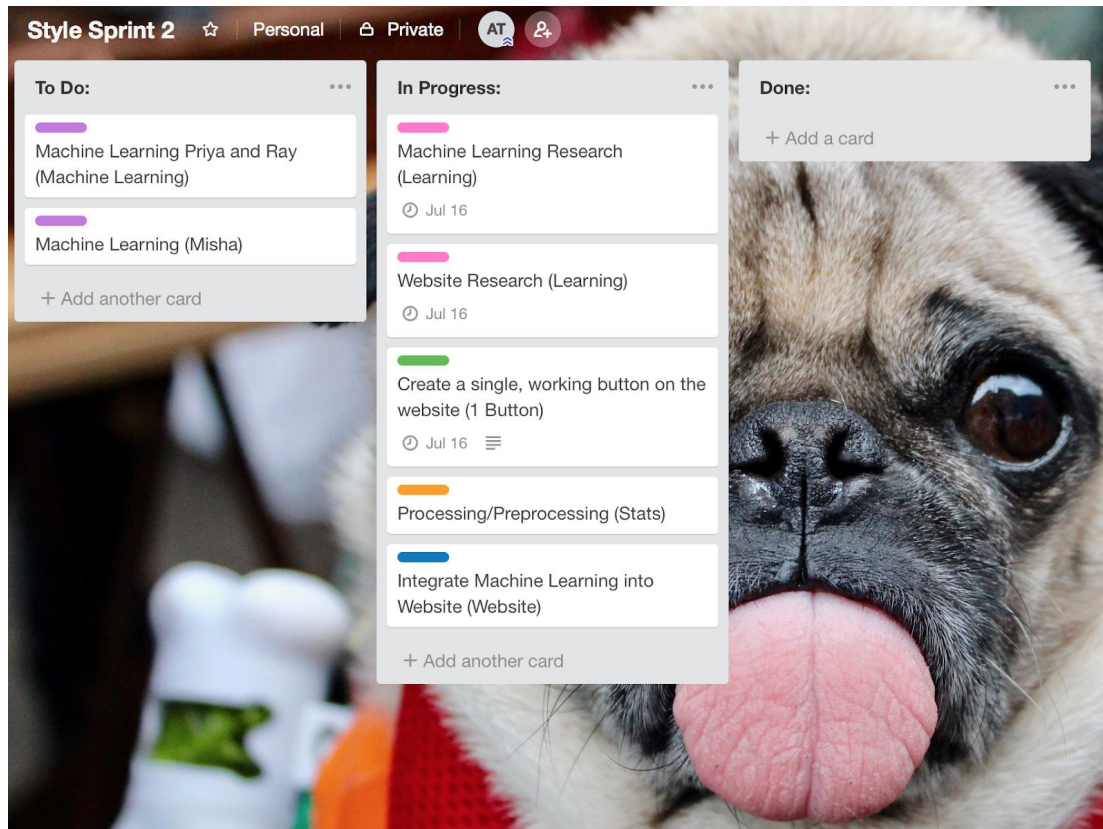 Style Sprint 2
Personal
Private
AT
To Do:
Machine Learning Priya and Ray
(Machine Learning)
Machine Learning (Misha)
+ Add another card
In Progress:
Machine Learning Research
(Learning)
Jul 16
Website Research (Learning)
Jul 16
Create a single, working button on the
website (1 Button)
Jul 16
Processing/Preprocessing (Stats)
Integrate Machine Learning into
Website (Website)
+ Add another card
Done:
+ Add a card